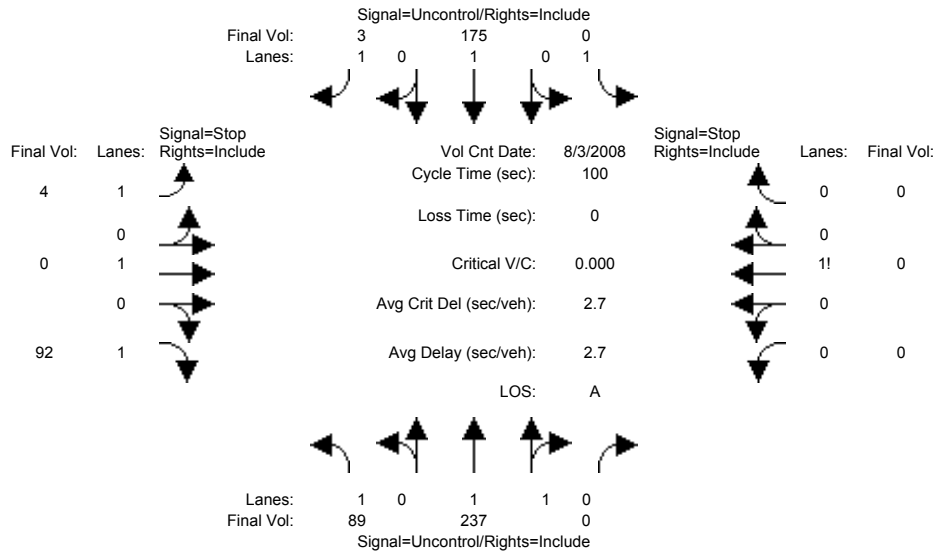 Signal=Uncontrol/Rights=Include
Final Vol: 3 175 0
Lanes: 1 0 1 0 1
Signal=Stop Signal=Stop
Final Vol: Lanes: Rights=Include Vol Cnt Date: 8/3/2008 Rights=Include Lanes: Final Vol:
Cycle Time (sec): 100
4 1 0 0
Loss Time (sec): 0
0 0
0 1 Critical V/C: 0.000 1! 0
0 Avg Crit Del (sec/veh): 2.7 0
92 1 Avg Delay (sec/veh): 2.7 0 0
LOS: A
Lanes: 1 0 1 1 0
Final Vol: 89 237 0
Signal=Uncontrol/Rights=Include